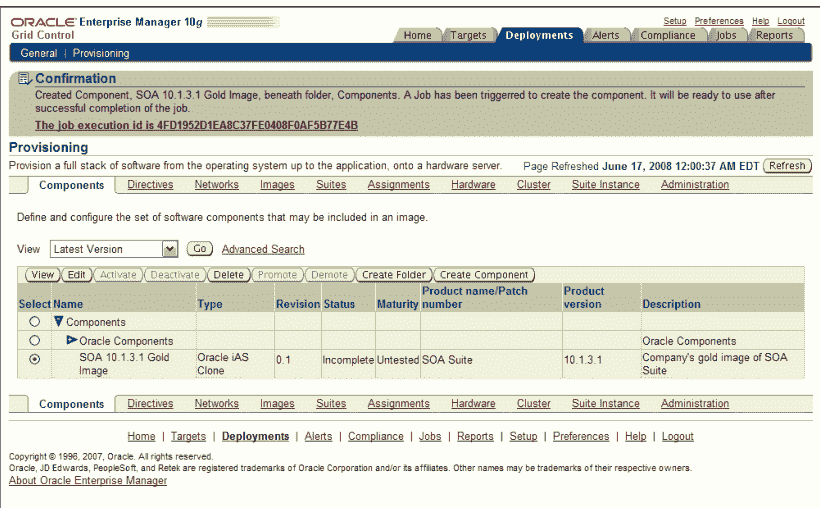 ORACLE Enterprise Manager 10g
Grid Control
Setup Preferences Help Logout
Home Targets Deployments Alerts Compliance Jobs Reports
General | Provisioning
Confirmation
Created Component, SOA 10.1.3.1 Gold Image, beneath folder, Components. A Job has been trigerred to create the component. It will be ready to use after
successful completion of the job.
The job execution id is 4FD1952D1EA8C37FE0408F0AF5B77E4B
Provisioning
Provision a full stack of software from the operating system up to the application, onto a hardware server. Page Refreshed June 17, 2008 12:00:37 AM EDT Refresh
Components Directives Networks Images Suites Assignments Hardware Cluster Suite Instance Administration
Define and configure the set of software components that may be included in an image.
View Latest Version Go Advanced Search
View Edit Activate Deactivate Delete Promote Demote Create Folder Create Component
Select Name Type Revision Status Maturity Product name/Patch number Product version Description
Components
Oracle Components Oracle Components
SOA 10.1.3.1 Gold Image Oracle iAS Clone 0.1 Incomplete Untested SOA Suite 10.1.3.1 Company's gold image of SOA Suite
Components Directives Networks Images Suites Assignments Hardware Cluster Suite Instance Administration
Home | Targets | Deployments | Alerts | Compliance | Jobs | Reports | Setup | Preferences | Help | Logout
Copyright © 1996, 2007, Oracle. All rights reserved.
Oracle, JD Edwards, PeopleSoft, and Retek are registered trademarks of Oracle Corporation and/or its affiliates. Other names may be trademarks of their respective owners.
About Oracle Enterprise Manager